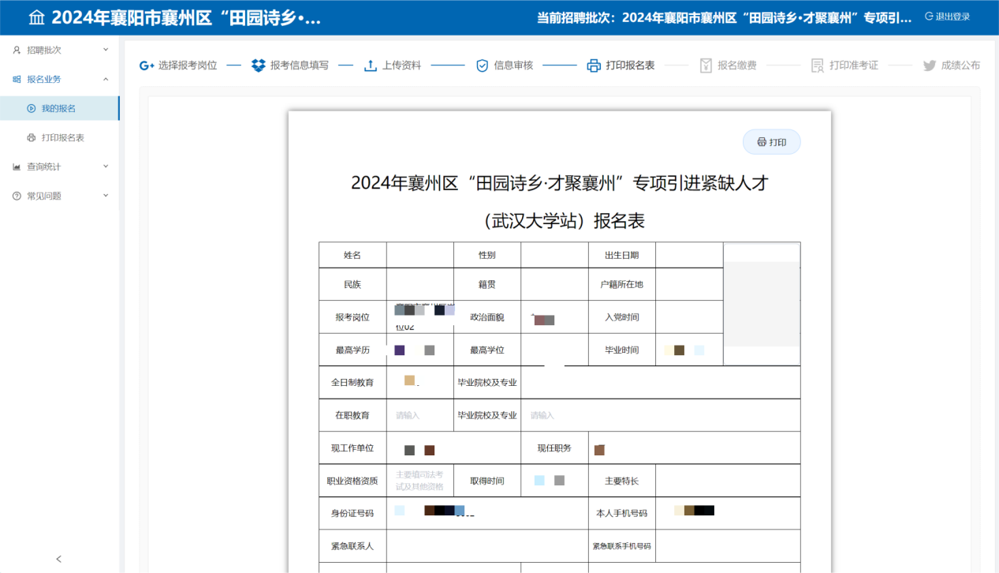 2024年襄阳市襄州区“田园诗乡•...
当前招聘批次：2024年襄阳市襄州区“田园诗乡•才聚襄州”专项引...
退出登录
招聘批次
报名业务
我的报名
打印报名表
查询统计
常见问题
选择报考岗位
报考信息填写
上传资料
信息审核
打印报名表
报名缴费
打印准考证
成绩公布
打印
2024年襄州区“田园诗乡·才聚襄州”专项引进紧缺人才
（武汉大学站）报名表
姓名 性别 出生日期
民族 籍贯 户籍所在地
报考岗位 位02 政治面貌 入党时间
最高学历 最高学位 毕业时间
全日制教育 毕业院校及专业
在职教育 请输入 毕业院校及专业 请输入
现工作单位 现任职务
职业资格资质 主要填司法考 取得时间 主要特长
试及其他资格
身份证号码 本人手机号码
紧急联系人 紧急联系手机号码